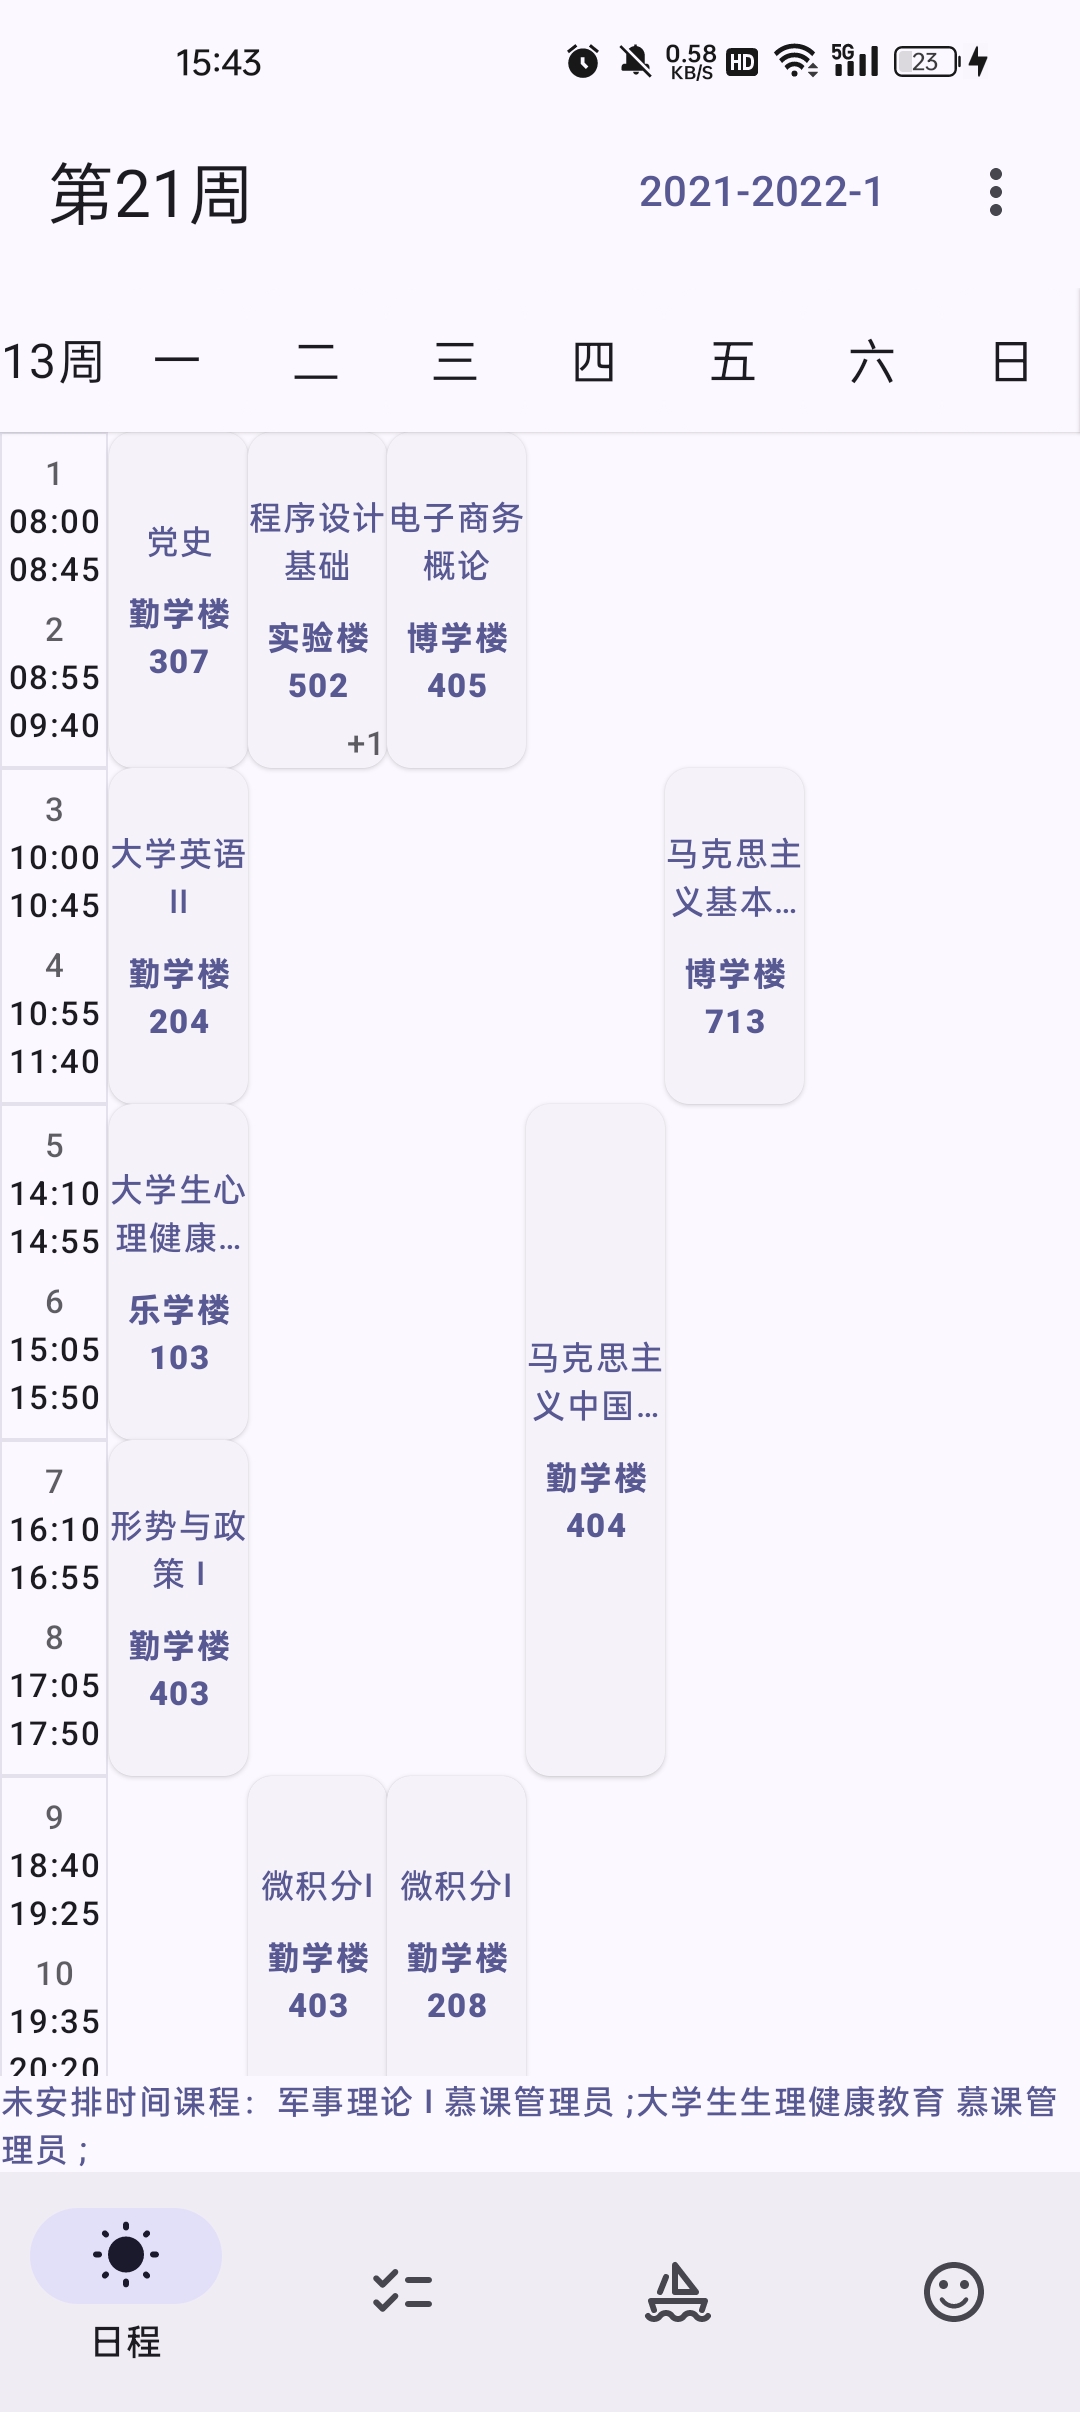 15:43
0.58
KB/S
HD
5G
23
第21周
2021-2022-1
13周 一 二 三 四 五 六 日
1
08:00
08:45
2
08:55
09:40
党史
勤学楼
307
程序设计
基础
实验楼
502
+1
电子商务
概论
博学楼
405
3
10:00
10:45
4
10:55
11:40
大学英语
II
勤学楼
204
马克思主
义基本...
博学楼
713
5
14:10
14:55
6
15:05
15:50
大学生心
理健康...
乐学楼
103
马克思主
义中国...
勤学楼
404
7
16:10
16:55
8
17:05
17:50
形势与政
策 I
勤学楼
403
9
18:40
19:25
10
19:35
20:20
微积分I
勤学楼
403
微积分I
勤学楼
208
未安排时间课程：军事理论 I 慕课管理员 ;大学生生理健康教育 慕课管
理员 ;
日程